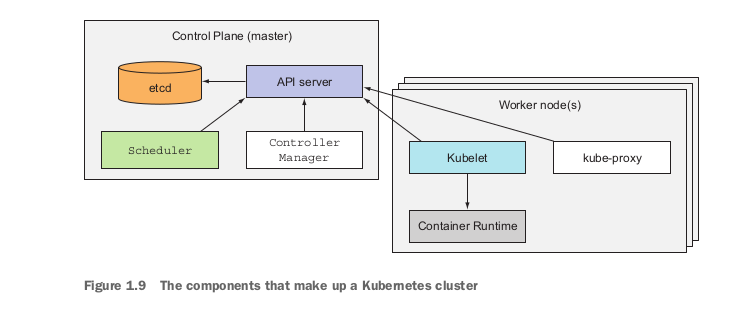 Control Plane (master)
etcd
API server
Scheduler
Controller
Manager
Worker node(s)
Kubelet
kube-proxy
Container Runtime
Figure 1.9 The components that make up a Kubernetes cluster